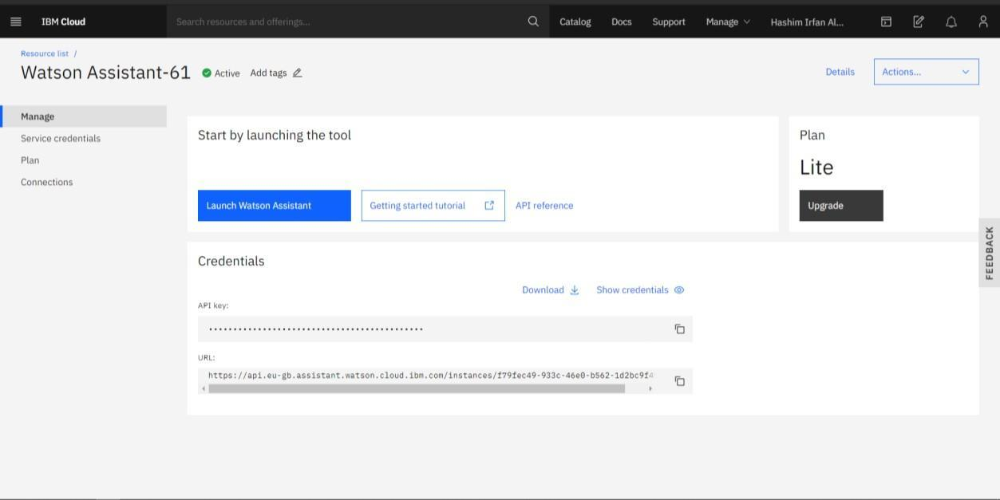 IBM Cloud
Search resources and offerings...
Catalog
Docs
Support
Manage
Hashim Irfan Al...
Resource list /
Watson Assistant-61
Active
Add tags
Details
Actions...
Manage
Service credentials
Plan
Connections
Start by launching the tool
Launch Watson Assistant
Getting started tutorial
API reference
Plan
Lite
Upgrade
FEEDBACK
Credentials
Download
Show credentials
API key:
URL:
https://api.eu-gb.assistant.watson.cloud.ibm.com/instances/f79fec49-933c-46e0-b562-1d2bc9f4